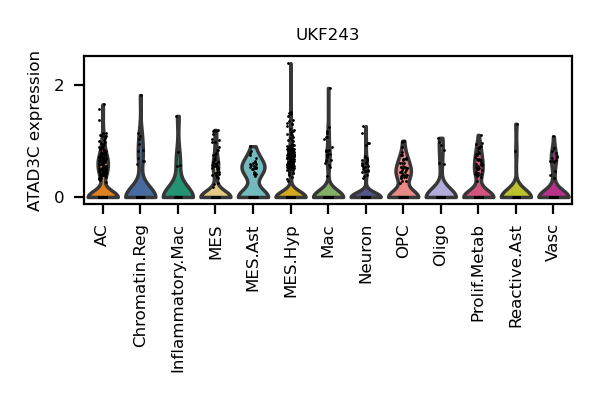 UKF243
ATAD3C expression
2
0
AC
Chromatin.Reg
Inflammatory.Mac
MES
MES.Ast
MES.Hyp
Mac
Neuron
OPC
Oligo
Prolif.Metab
Reactive.Ast
Vasc